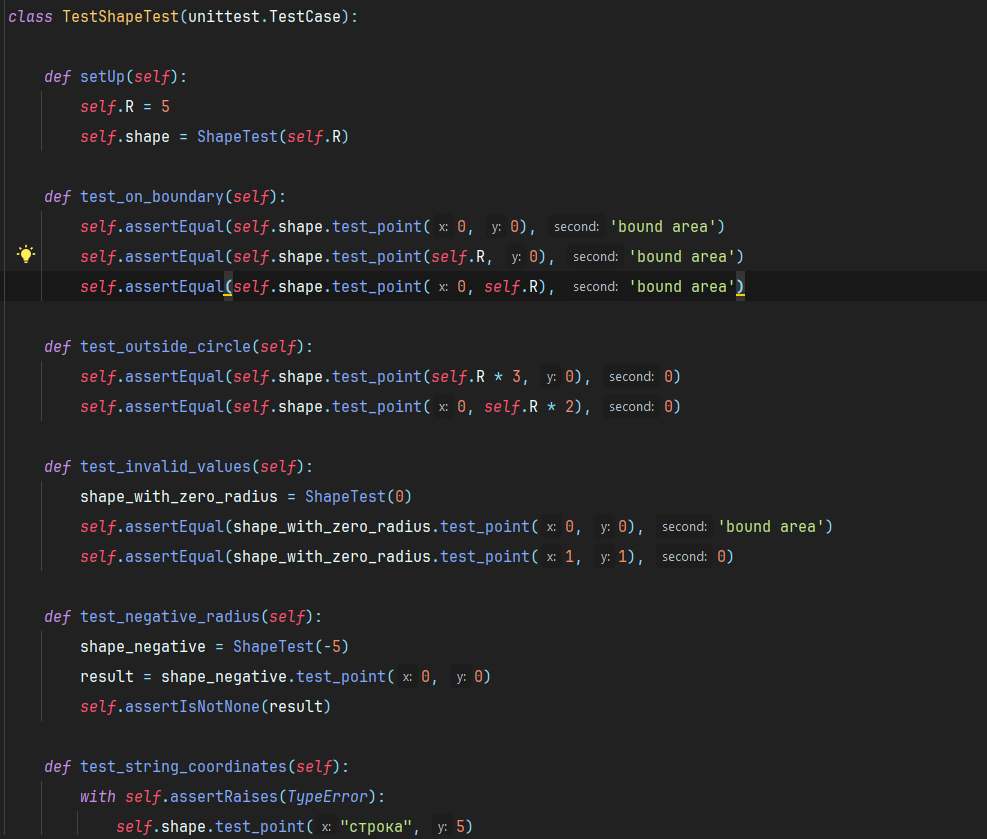 class TestShapeTest(unittest.TestCase):
def setUp(self):
self.R = 5
self.shape = ShapeTest(self.R)
def test_on_boundary(self):
self.assertEqual(self.shape.test_point( x: 0, y: 0), second: 'bound area')
self.assertEqual(self.shape.test_point(self.R, y: 0), second: 'bound area')
self.assertEqual(self.shape.test_point( x: 0, self.R), second: 'bound area')
def test_outside_circle(self):
self.assertEqual(self.shape.test_point(self.R * 3, y: 0), second: 0)
self.assertEqual(self.shape.test_point( x: 0, self.R * 2), second: 0)
def test_invalid_values(self):
shape_with_zero_radius = ShapeTest(0)
self.assertEqual(shape_with_zero_radius.test_point( x: 0, y: 0), second: 'bound area')
self.assertEqual(shape_with_zero_radius.test_point( x: 1, y: 1), second: 0)
def test_negative_radius(self):
shape_negative = ShapeTest(-5)
result = shape_negative.test_point( x: 0, y: 0)
self.assertIsNotNone(result)
def test_string_coordinates(self):
with self.assertRaises(TypeError):
self.shape.test_point( x: "строка", y: 5)